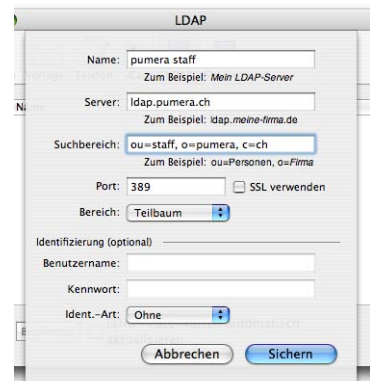 LDAP
Name: pumera staff
Zum Beispiel: Mein LDAP-Server
Server: ldap.pumera.ch
Zum Beispiel: ldap.meine-firma.de
Suchbereich: ou=staff, o=pumera, c=ch
Zum Beispiel: ou=Personen, o=Firma
Port: 389 SSL verwenden
Bereich: Teilbaum
Identifizierung (optional)
Benutzername:
Kennwort:
Ident.-Art: Ohne
Abbrechen Sichern